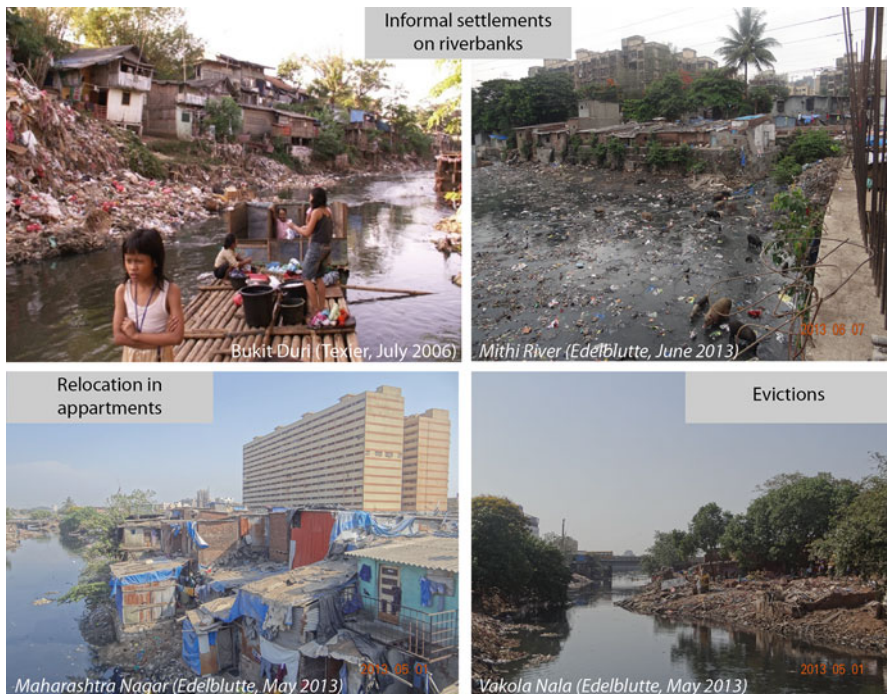 Informal settlements
on riverbanks
Bukit Duri (Texier, July 2006)
2013 06 07
Mithi River (Edelblutte, June 2013)
Relocation in
appartments
Evictions
2013 05 01
Maharashtra Nagar (Edelblutte, May 2013)
2013 05 01
Vakola Nala (Edelblutte, May 2013)